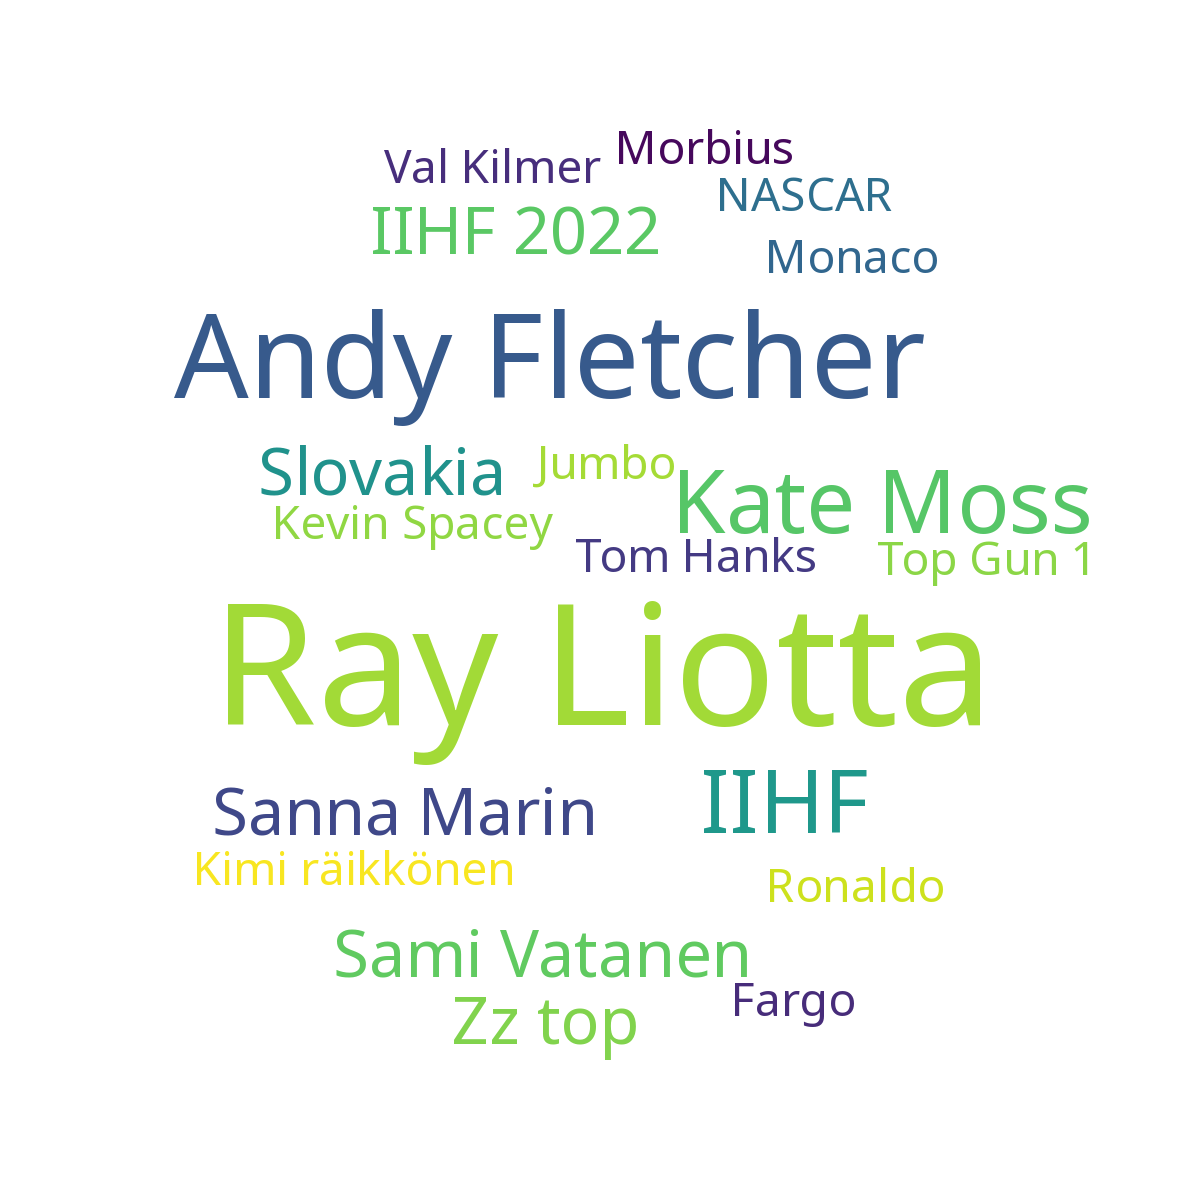 Val Kilmer
Morbius
NASCAR
IIHF 2022
Monaco
Andy Fletcher
Slovakia
Jumbo
Kate Moss
Kevin Spacey
Tom Hanks
Top Gun 1
Ray Liotta
Sanna Marin
IIHF
Kimi räikkönen
Ronaldo
Sami Vatanen
Zz top
Fargo